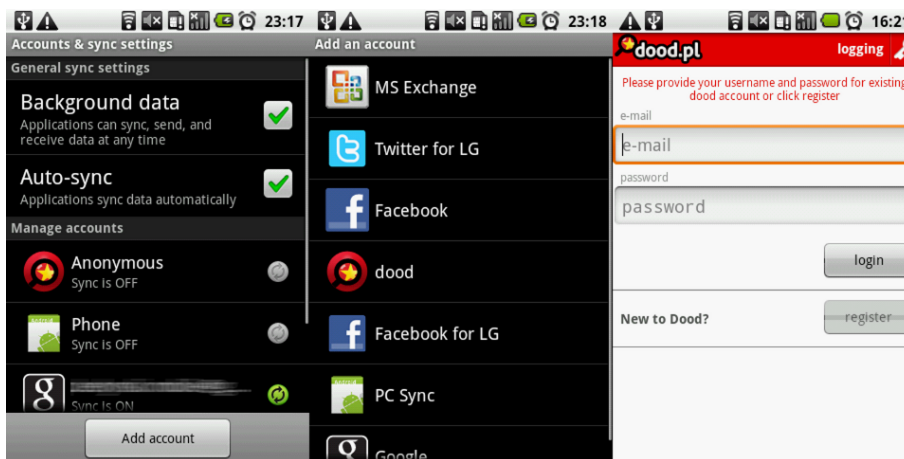 23:17
Accounts & sync settings
General sync settings
Background data
Applications can sync, send, and
receive data at any time
Auto-sync
Applications sync data automatically
Manage accounts
Anonymous
Sync is OFF
Phone
Sync is OFF
Sync is ON
Add account
23:18
Add an account
MS Exchange
Twitter for LG
Facebook
dood
Facebook for LG
PC Sync
Google
16:21
dood.pl
logging
Please provide your username and password for existing
dood account or click register
e-mail
e-mail
password
password
login
New to Dood?
register